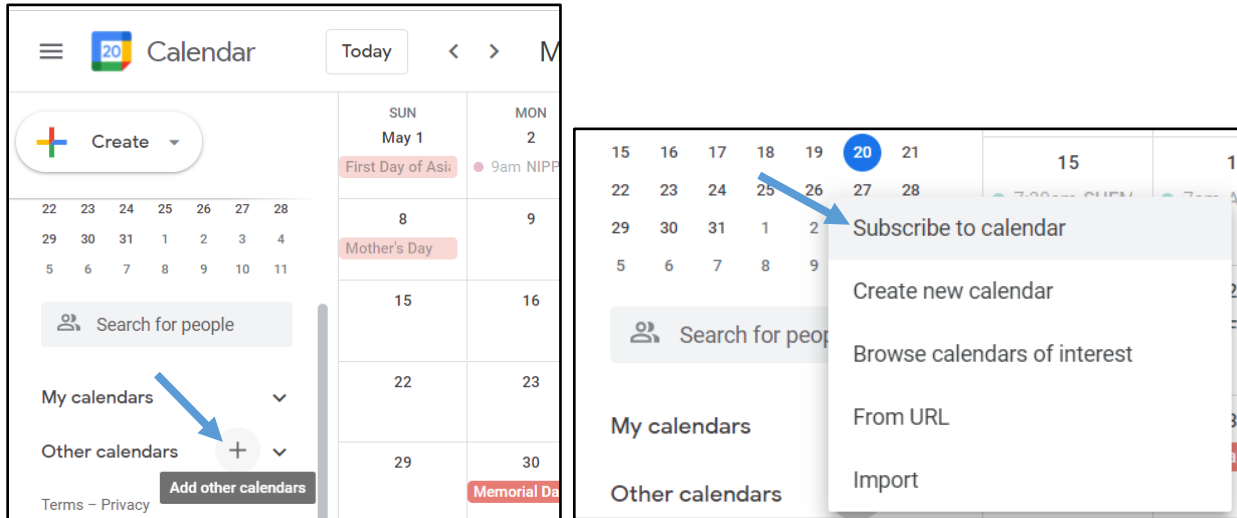 20 Calendar Today < > M
Create
SUN MON
May 1 2
First Day of Asi 9am NIPP
22 23 24 25 26 27 28
29 30 31 1 2 3 4
5 6 7 8 9 10 11
8 9
Mother's Day
15 16
Search for people
22 23
My calendars
Other calendars +
Add other calendars
29 30
Memorial Da
Terms – Privacy
15 16 17 18 19 20 21
22 23 24 25 26 27 28
29 30 31 1 2
5 6 7 8 9
15 1
Subscribe to calendar
Create new calendar
Browse calendars of interest
From URL
Import
Search for peop
My calendars
Other calendars